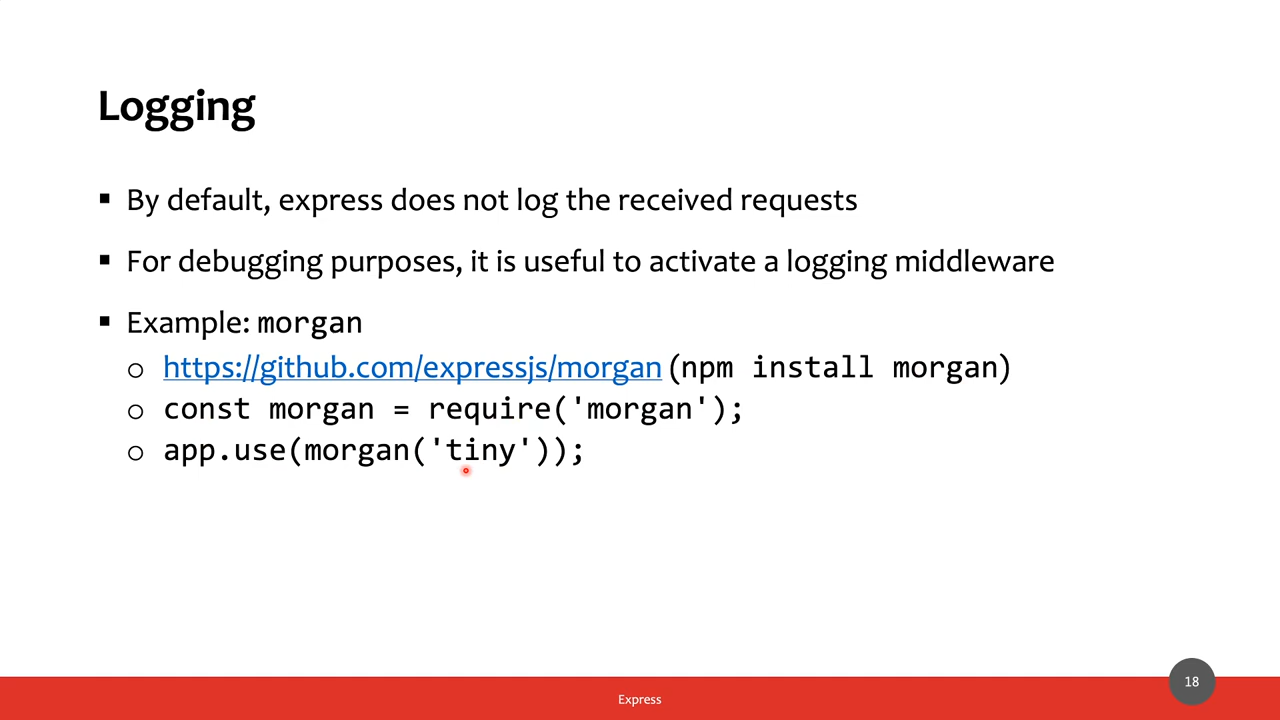 Logging
▪ By default, express does not log the received requests
▪ For debugging purposes, it is useful to activate a logging middleware
▪ Example: morgan
o https://github.com/expressjs/morgan (npm install morgan)
o const morgan = require('morgan');
o app.use(morgan('tiny'));
18
Express